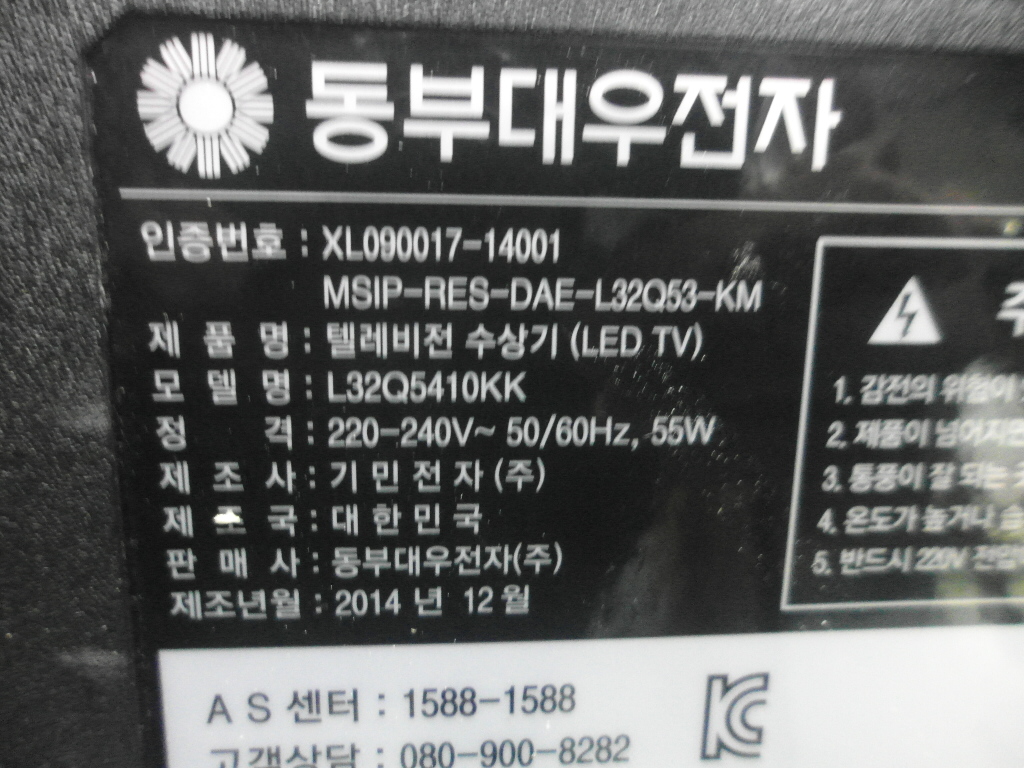 동부대우전자
인증번호 : XL090017-14001
MSIP-RES-DAE-L32Q53-KM
제 품 명 : 텔레비전 수상기 (LED TV)
모 델 명 : L32Q5410KK
정 격 : 220-240V~ 50/60Hz, 55W
제 조 사 : 기 민 전 자 (주)
제 조 국 : 대 한 민 국
판 매 사 : 동부대우전자(주)
제조년월 : 2014 년 12 월
A S 센터 : 1588-1588
고객상담 : 080-900-8282
KC
1. 감전의 위험이
2. 제품이 넘어지면
3. 통풍이 잘 되는
4. 온도가 높거나
5. 반드시 220V 전압